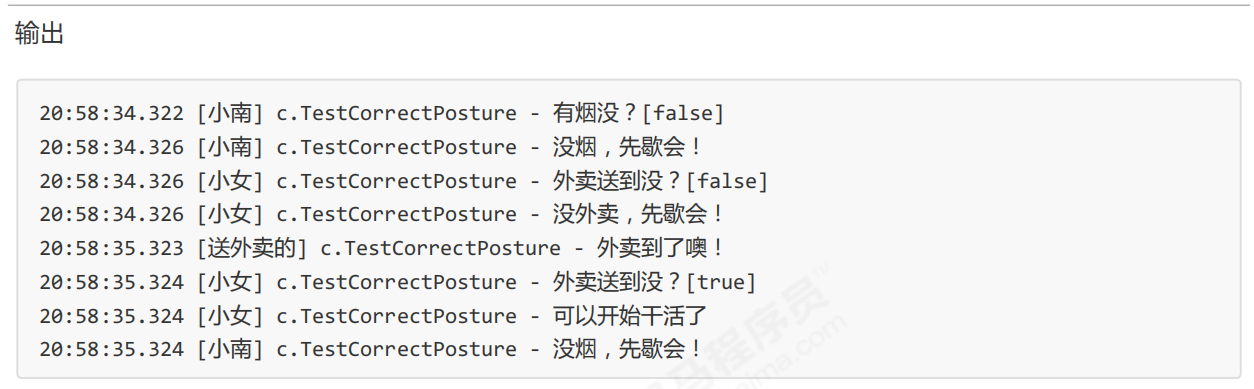 输出
20:58:34.322 [小南] c.TestCorrectPosture - 有烟没？[false]
20:58:34.326 [小南] c.TestCorrectPosture - 没烟，先歇会！
20:58:34.326 [小女] c.TestCorrectPosture - 外卖送到没？[false]
20:58:34.326 [小女] c.TestCorrectPosture - 没外卖，先歇会！
20:58:35.323 [送外卖的] c.TestCorrectPosture - 外卖到了噢！
20:58:35.324 [小女] c.TestCorrectPosture - 外卖送到没？[true]
20:58:35.324 [小女] c.TestCorrectPosture - 可以开始干活了
20:58:35.324 [小南] c.TestCorrectPosture - 没烟，先歇会！
马程序员™